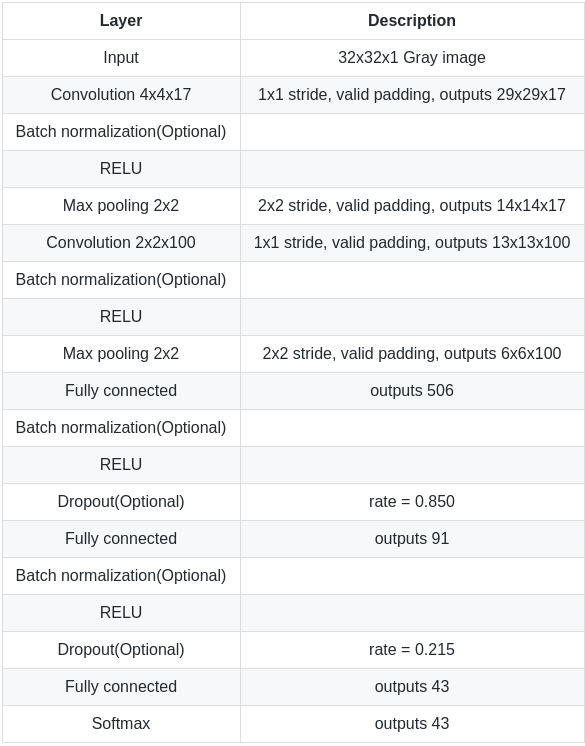 Layer Description
Input 32x32x1 Gray image
Convolution 4x4x17 1x1 stride, valid padding, outputs 29x29x17
Batch normalization(Optional)
RELU
Max pooling 2x2 2x2 stride, valid padding, outputs 14x14x17
Convolution 2x2x100 1x1 stride, valid padding, outputs 13x13x100
Batch normalization(Optional)
RELU
Max pooling 2x2 2x2 stride, valid padding, outputs 6x6x100
Fully connected outputs 506
Batch normalization(Optional)
RELU
Dropout(Optional) rate = 0.850
Fully connected outputs 91
Batch normalization(Optional)
RELU
Dropout(Optional) rate = 0.215
Fully connected outputs 43
Softmax outputs 43